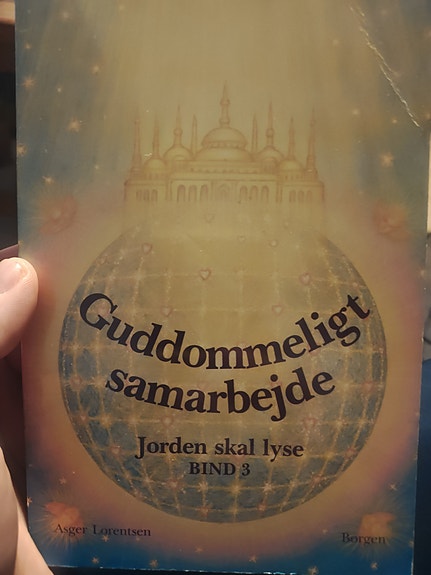 Guddommeligt
samarbejde
Jorden skal lyse
BIND 3
Asger Lorentsen
Borgen